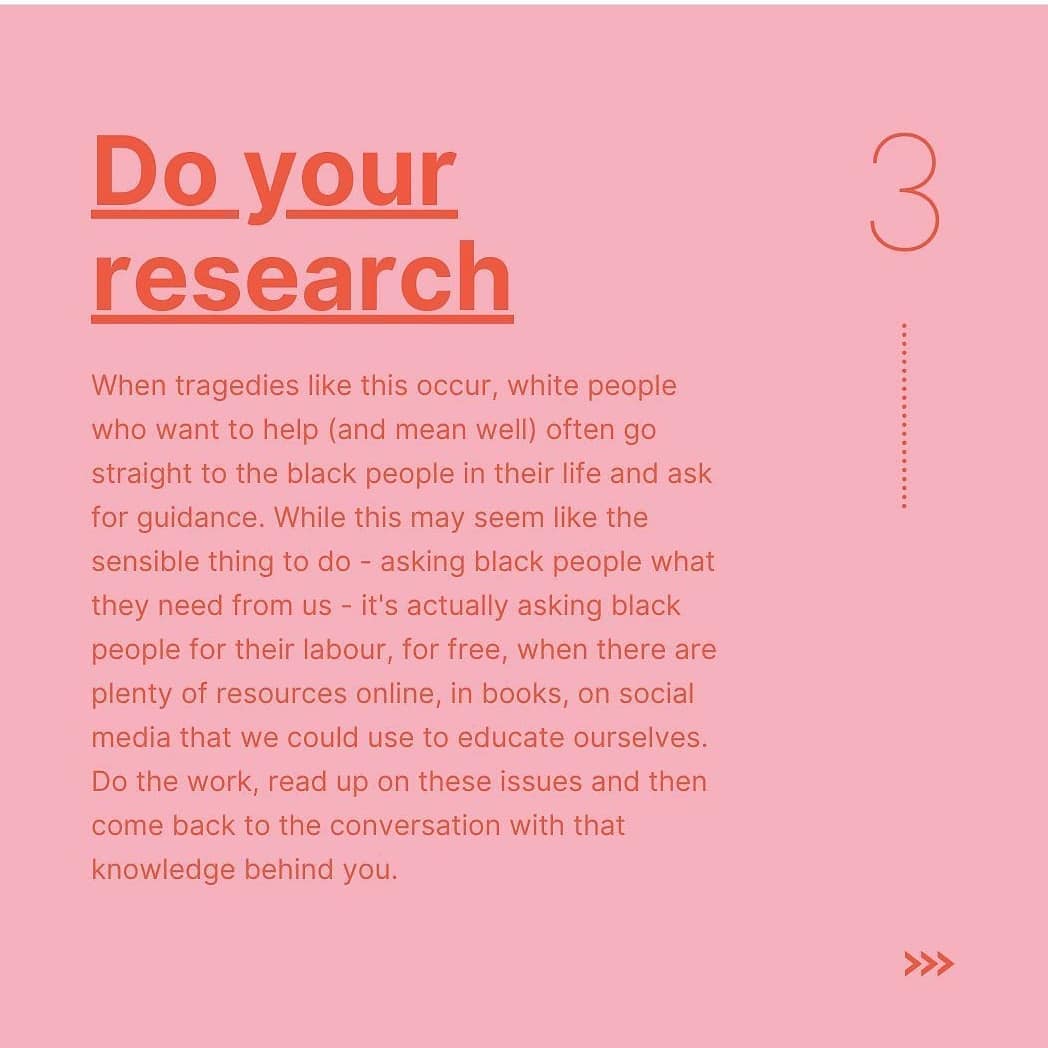 Do your
research
3
When tragedies like this occur, white people
who want to help (and mean well) often go
straight to the black people in their life and ask
for guidance. While this may seem like the
sensible thing to do - asking black people what
they need from us - it's actually asking black
people for their labour, for free, when there are
plenty of resources online, in books, on social
media that we could use to educate ourselves.
Do the work, read up on these issues and then
come back to the conversation with that
knowledge behind you.
>>>